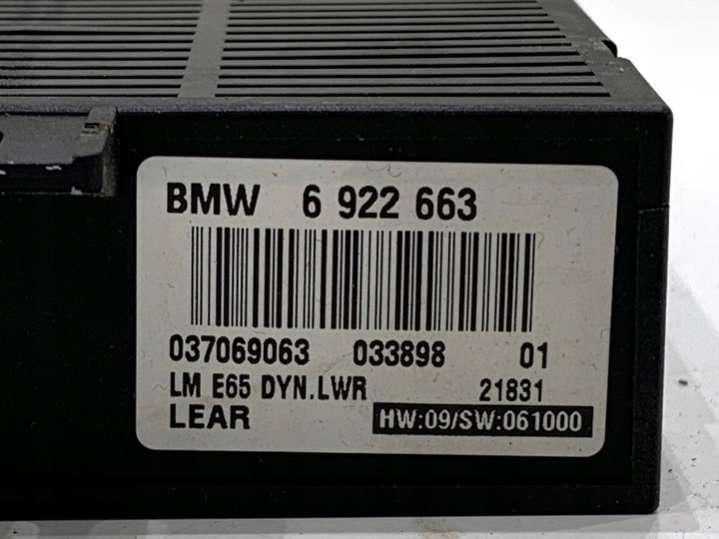 BMW 6 922 663
037069063 033898 01
LM E65 DYN.LWR 21831
LEAR HW:09/SW:061000